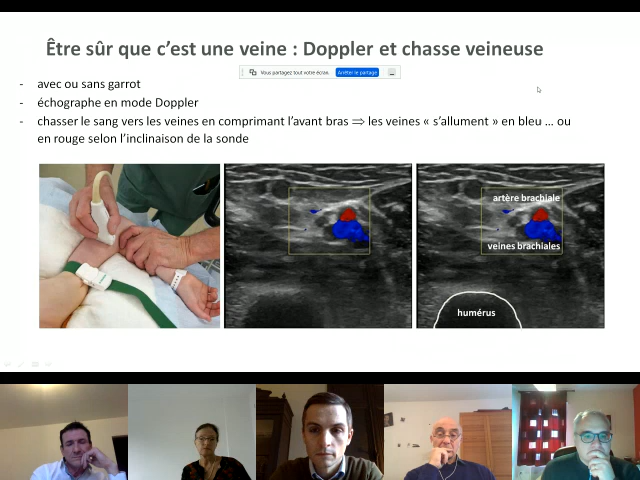 Être sûr que c’est une veine : Doppler et chasse veineuse
Vous partagez tout votre écran.
Arrêter le partage
- avec ou sans garrot
- échographe en mode Doppler
- chasser le sang vers les veines en comprimant l’avant bras ⇒ les veines « s’allument » en bleu … ou
en rouge selon l’inclinaison de la sonde
artère brachiale
veines brachiales
humérus